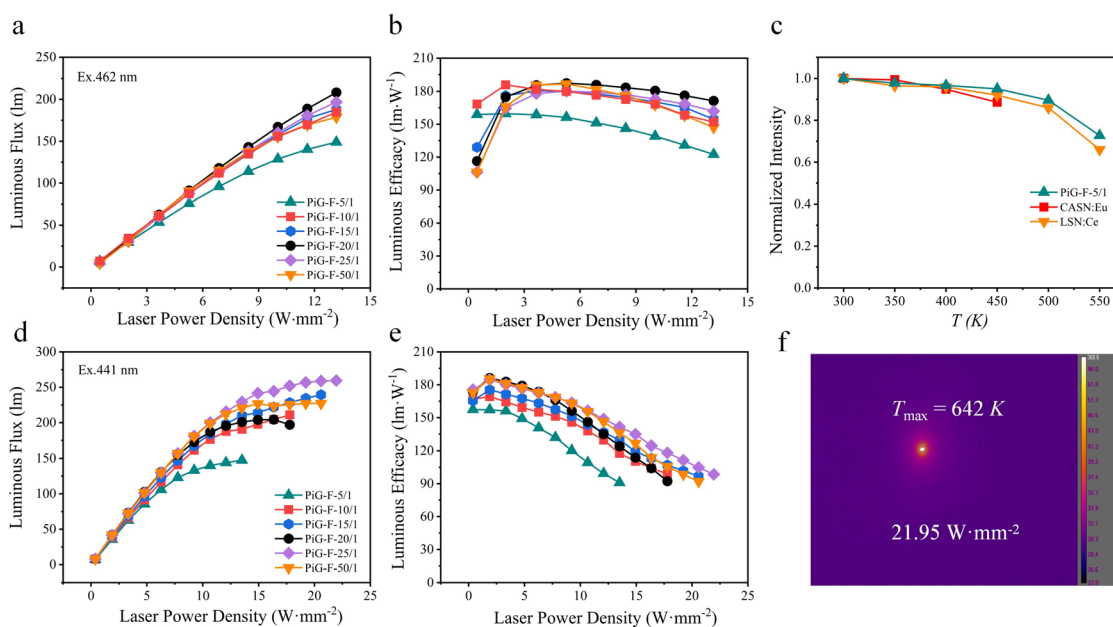 a
Ex.462 nm
Luminous Flux (lm)
250
200
150
100
50
0
0 3 6 9 12 15
Laser Power Density (W·mm-2)
PiG-F-5/1
PiG-F-10/1
PiG-F-15/1
PiG-F-20/1
PiG-F-25/1
PiG-F-50/1
b
Luminous Efficacy (lm·W-1)
210
180
150
120
90
60
30
0
0 3 6 9 12 15
Laser Power Density (W·mm-2)
c
Normalized Intensity
1.0
0.8
0.6
0.4
0.2
0.0
300 350 400 450 500 550
T (K)
PiG-F-5/1
CASN:Eu
LSN:Ce
d
Ex.441 nm
Luminous Flux (lm)
300
250
200
150
100
50
0
0 5 10 15 20 25
Laser Power Density (W·mm-2)
PiG-F-5/1
PiG-F-10/1
PiG-F-15/1
PiG-F-20/1
PiG-F-25/1
PiG-F-50/1
e
Luminous Efficacy (lm·W-1)
210
180
150
120
90
60
30
0
0 5 10 15 20 25
Laser Power Density (W·mm-2)
f
Tmax = 642 K
21.95 W·mm-2